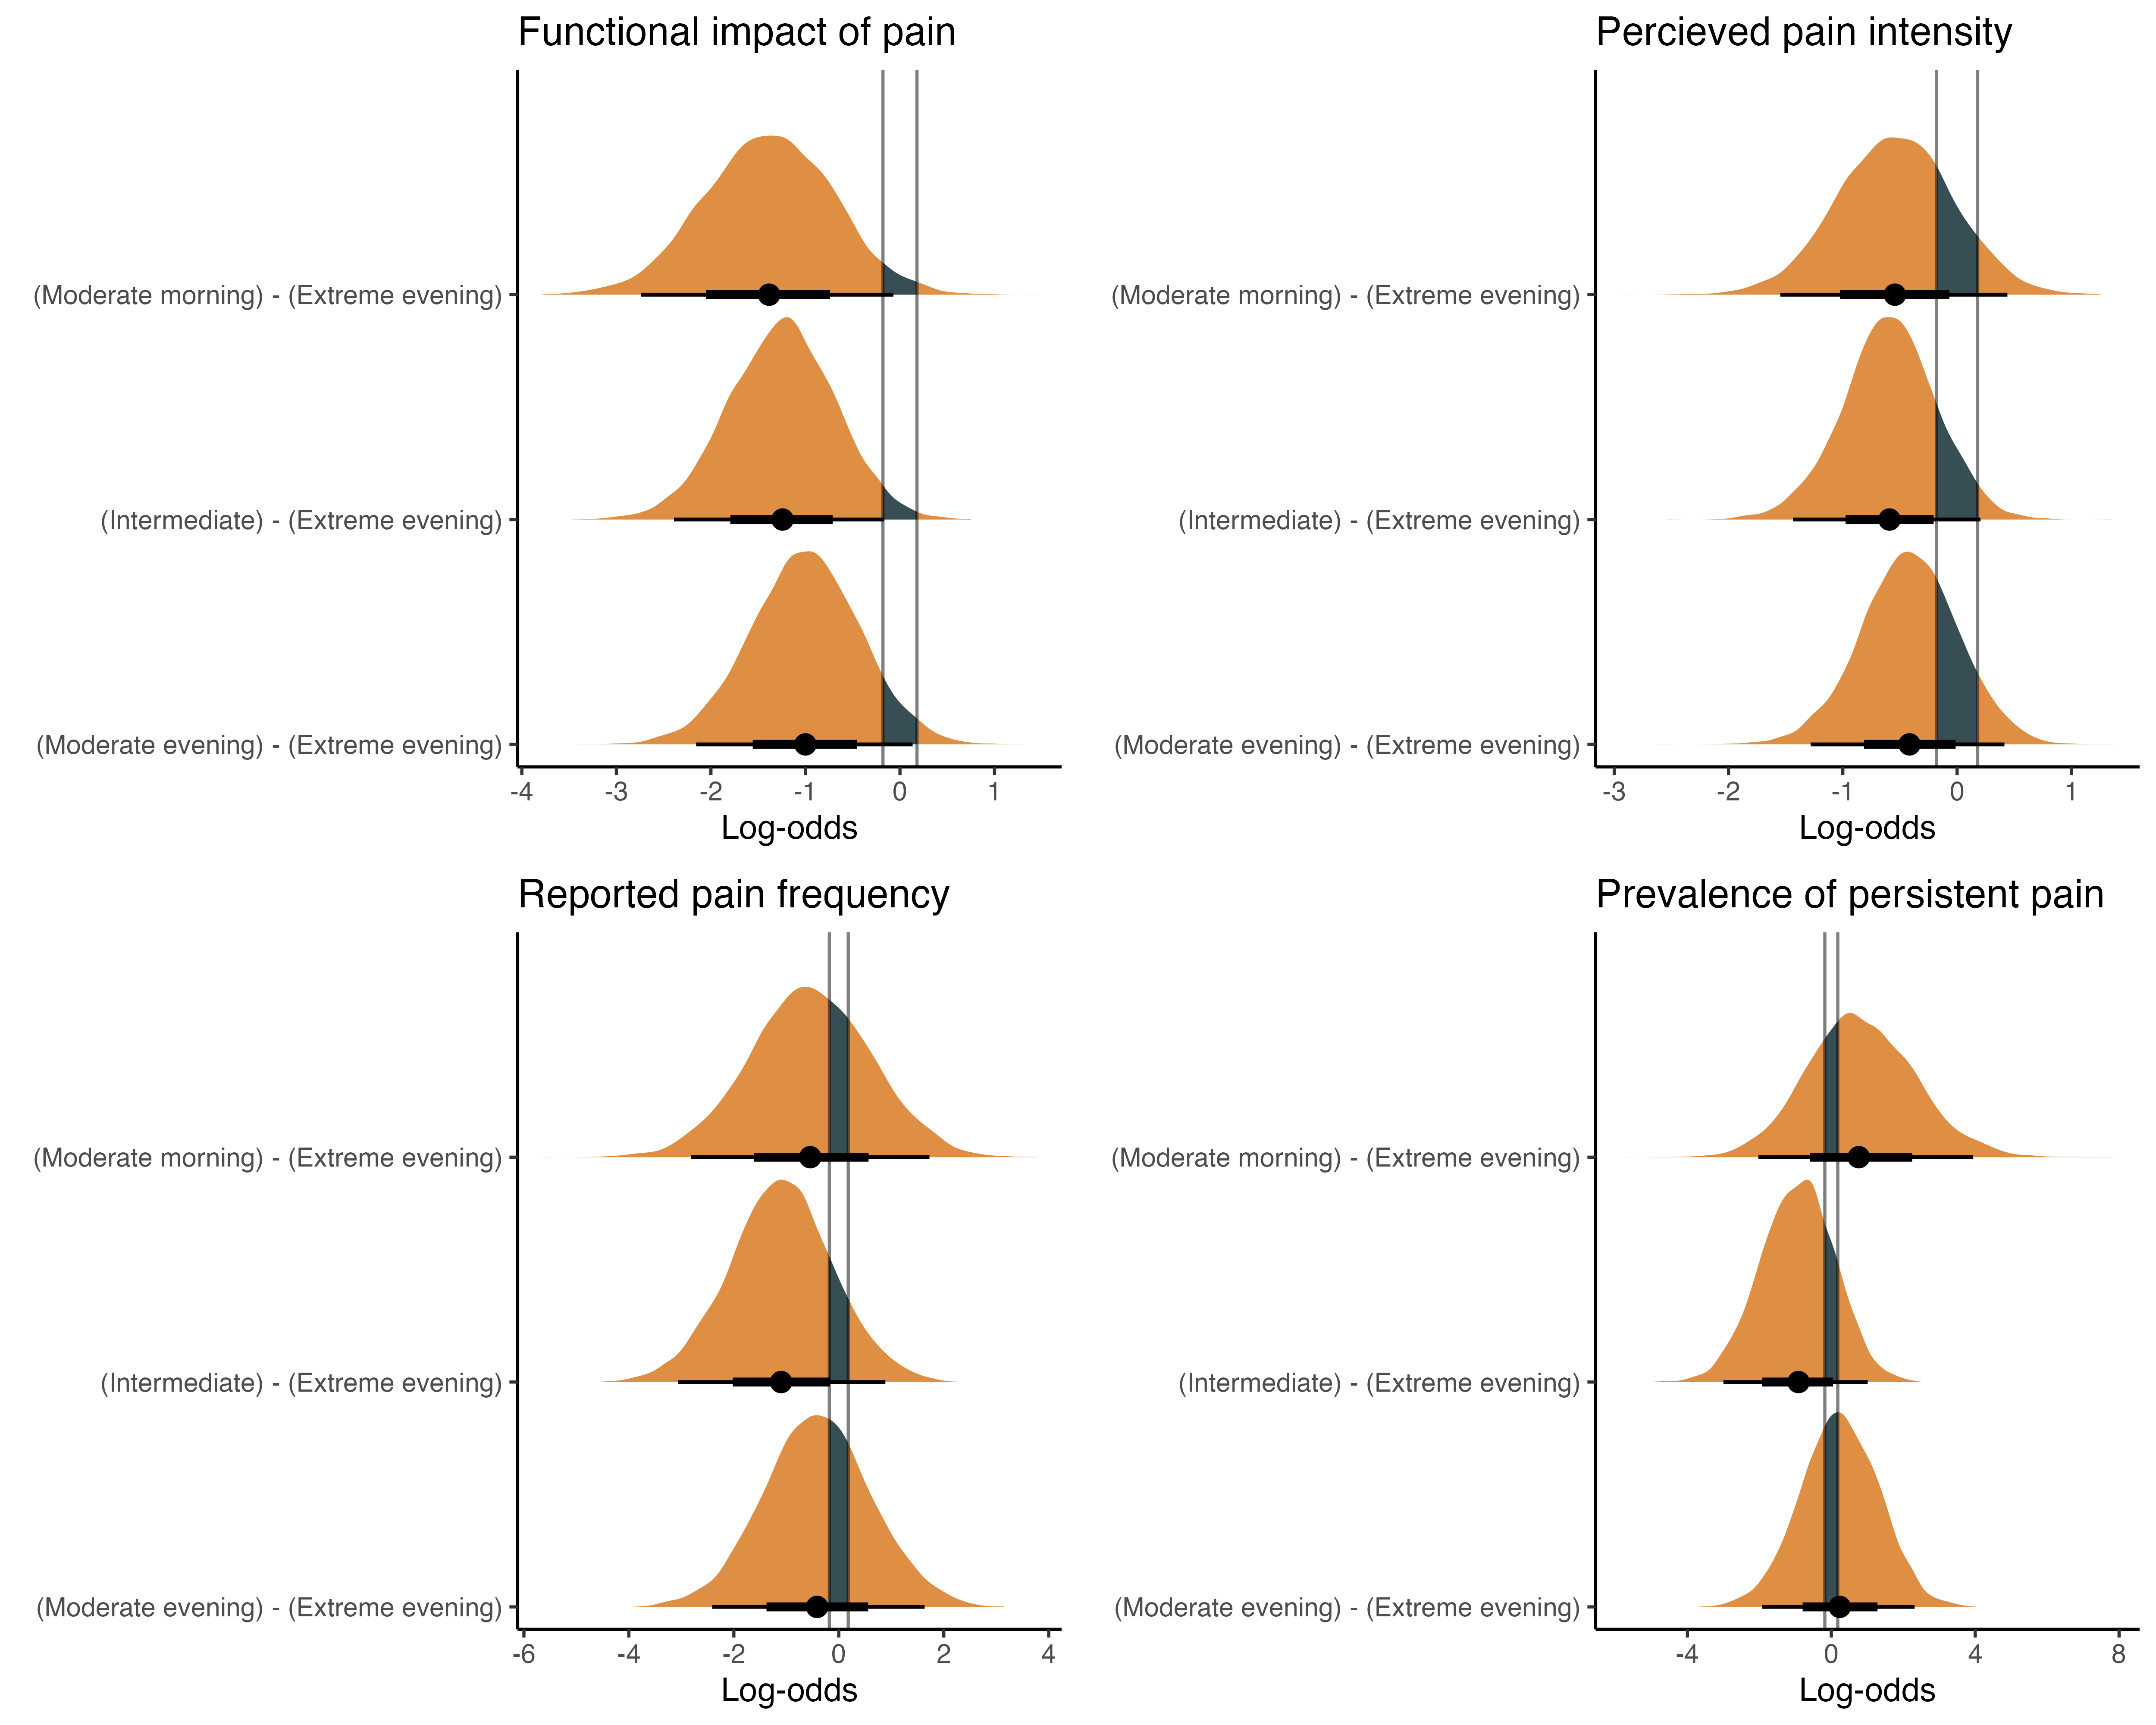 Functional impact of pain
(Moderate morning) - (Extreme evening)
(Intermediate) - (Extreme evening)
(Moderate evening) - (Extreme evening)
-4 -3 -2 -1 0 1
Log-odds
Percieved pain intensity
(Moderate morning) - (Extreme evening)
(Intermediate) - (Extreme evening)
(Moderate evening) - (Extreme evening)
-3 -2 -1 0 1
Log-odds
Reported pain frequency
(Moderate morning) - (Extreme evening)
(Intermediate) - (Extreme evening)
(Moderate evening) - (Extreme evening)
-6 -4 -2 0 2 4
Log-odds
Prevalence of persistent pain
(Moderate morning) - (Extreme evening)
(Intermediate) - (Extreme evening)
(Moderate evening) - (Extreme evening)
-4 0 4 8
Log-odds